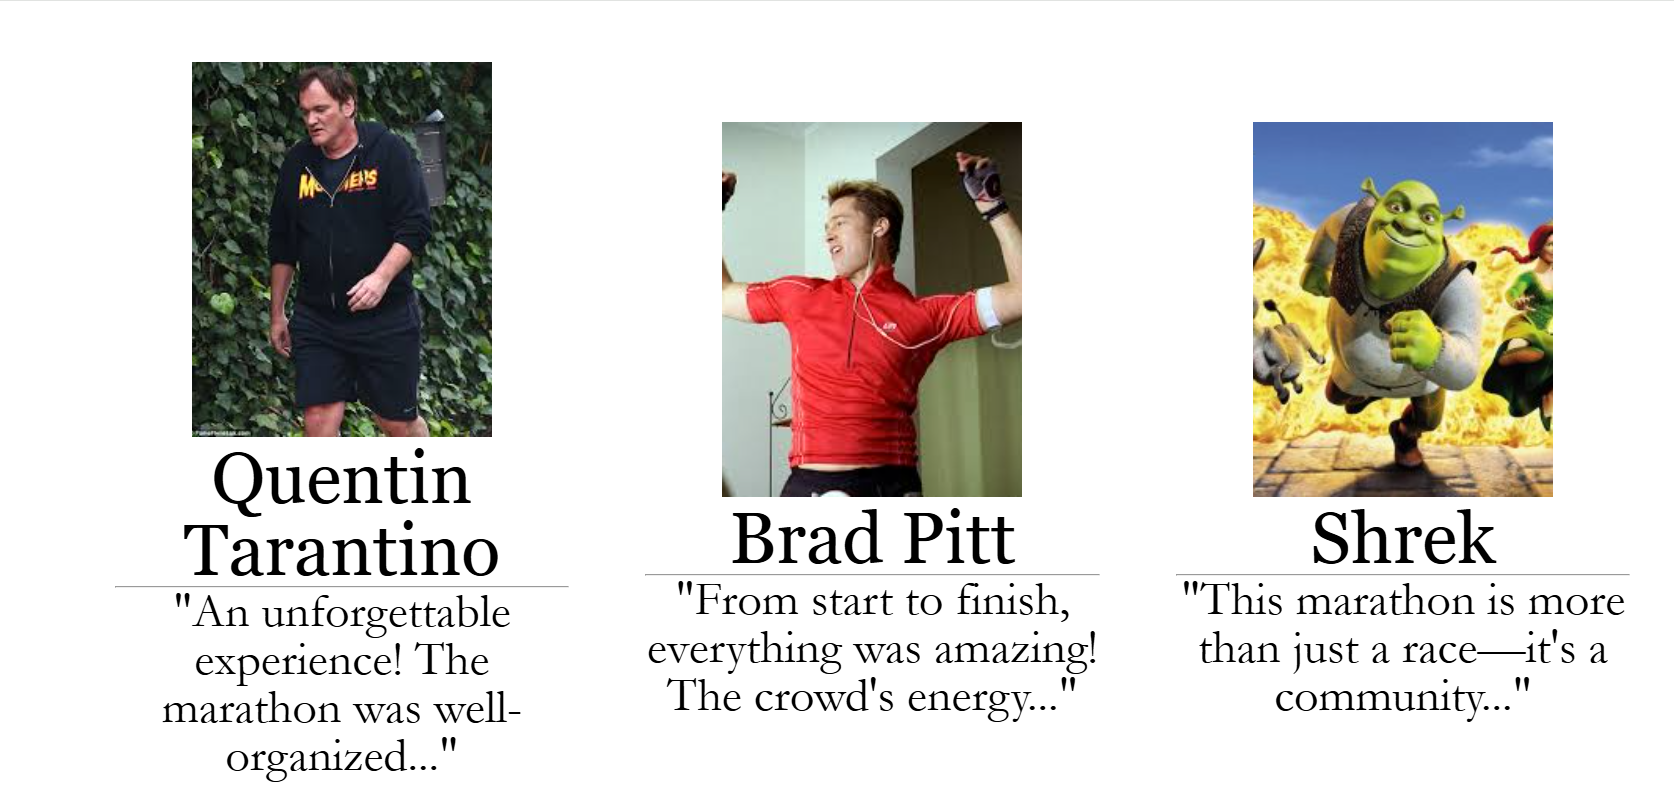 Quentin
Tarantino
"An unforgettable
experience! The
marathon was well-
organized..."
Brad Pitt
"From start to finish,
everything was amazing!
The crowd's energy..."
Shrek
"This marathon is more
than just a race—it's a
community..."